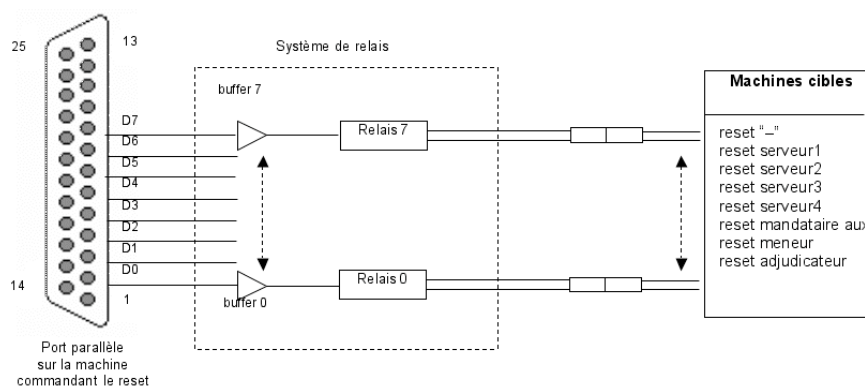 25
13
14
1
Port parallèle
sur la machine
commandant le reset
D7
D6
D5
D4
D3
D2
D1
D0
Système de relais
buffer 7
Relais 7
buffer 0
Relais 0
Machines cibles
reset "–"
reset serveur1
reset serveur2
reset serveur3
reset serveur4
reset mandataire aux
reset meneur
reset adjudicateur